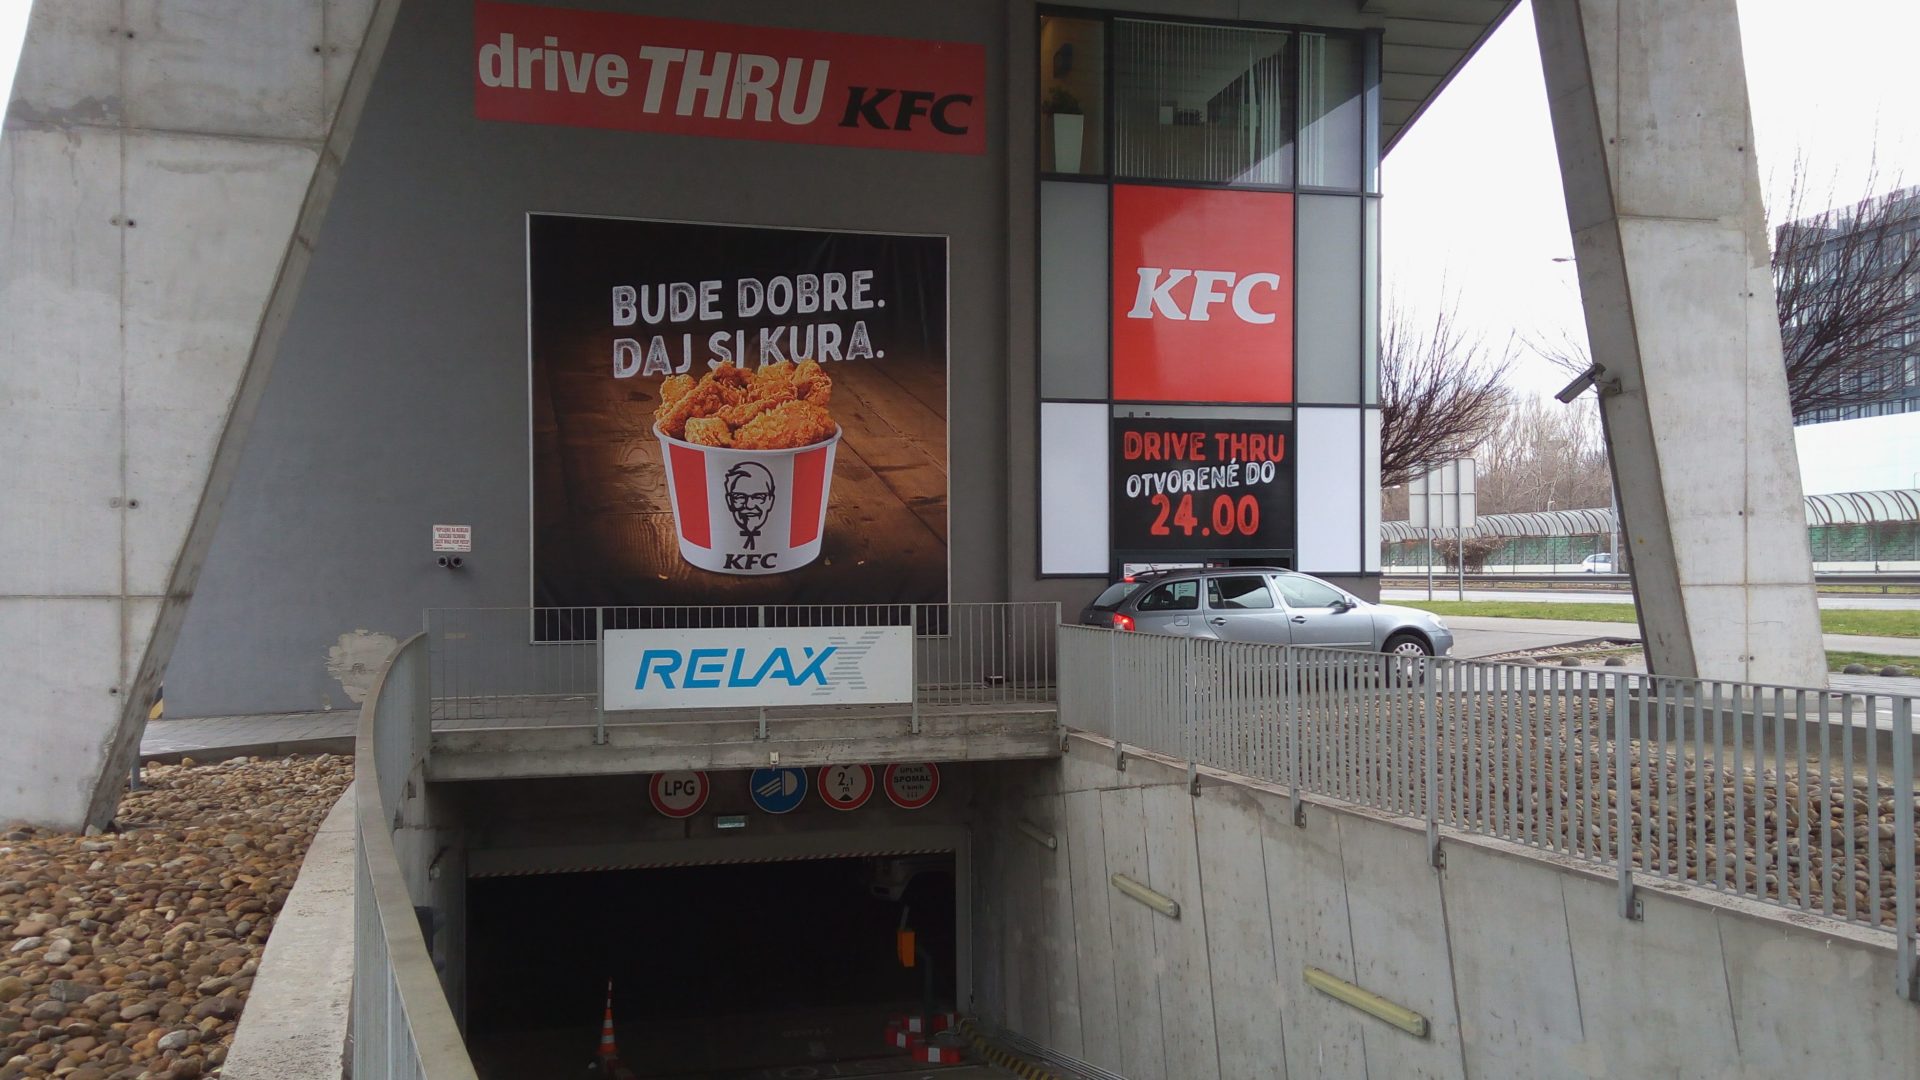 drive THRU KFC
BUDE DOBRE.
DAJ SI KURA.
KFC
KFC
DRIVE THRU
OTVORENÉ DO
24.00
RELAXX
LPG
2,1
m
ÚPLNE
SPOMAĽ